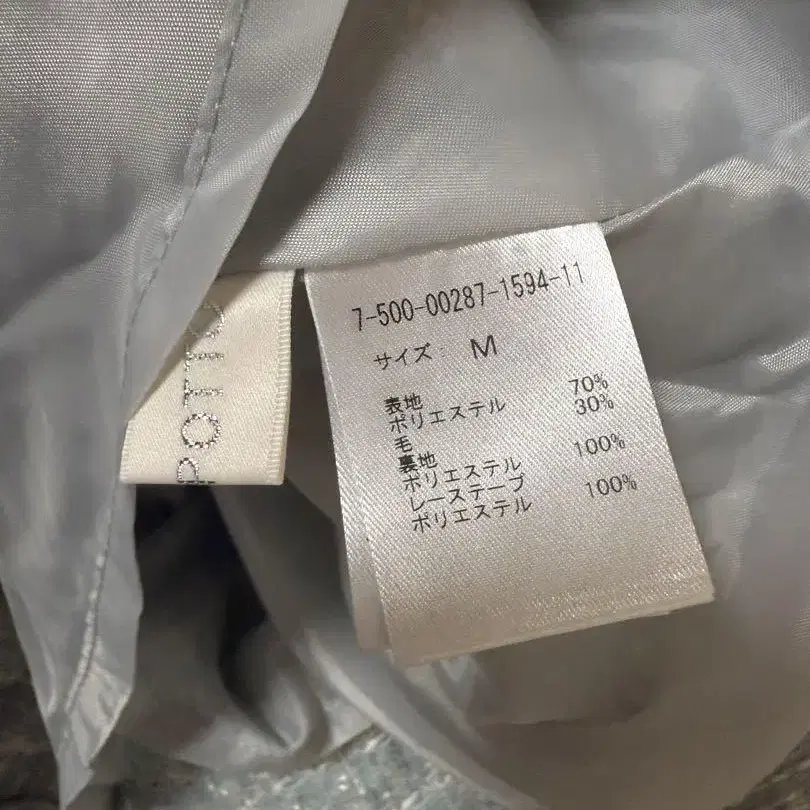 POTTO
7-500-00287-1594-11
サイズ: M
表地
ポリエステル 70%
毛 30%
裏地
ポリエステル 100%
レーステープ
ポリエステル 100%